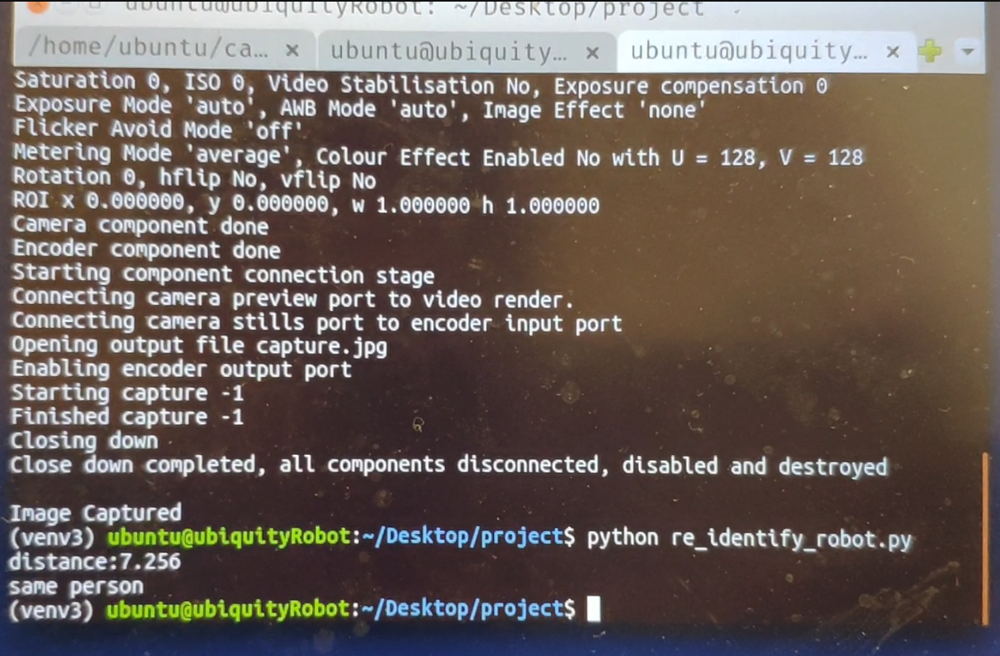 ubuntu@ubiquityRobot: ~/Desktop/project
/home/ubuntu/ca... × ubuntu@ubiquity... × ubuntu@ubiquity... ×
Saturation 0, ISO 0, Video Stabilisation No, Exposure compensation 0
Exposure Mode 'auto', AWB Mode 'auto', Image Effect 'none'
Flicker Avoid Mode 'off'
Metering Mode 'average', Colour Effect Enabled No with U = 128, V = 128
Rotation 0, hflip No, vflip No
ROI x 0.000000, y 0.000000, w 1.000000 h 1.000000
Camera component done
Encoder component done
Starting component connection stage
Connecting camera preview port to video render.
Connecting camera stills port to encoder input port
Opening output file capture.jpg
Enabling encoder output port
Starting capture -1
Finished capture -1
Closing down
Close down completed, all components disconnected, disabled and destroyed
Image Captured
(venv3) ubuntu@ubiquityRobot:~/Desktop/project$ python re_identify_robot.py
distance:7.256
same person
(venv3) ubuntu@ubiquityRobot:~/Desktop/project$